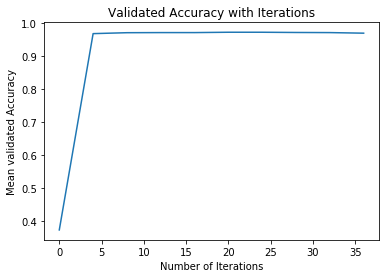 Validated Accuracy with Iterations
1.0
0.9
0.8
0.7
0.6
0.5
0.4
Mean validated Accuracy
0 5 10 15 20 25 30 35
Number of Iterations